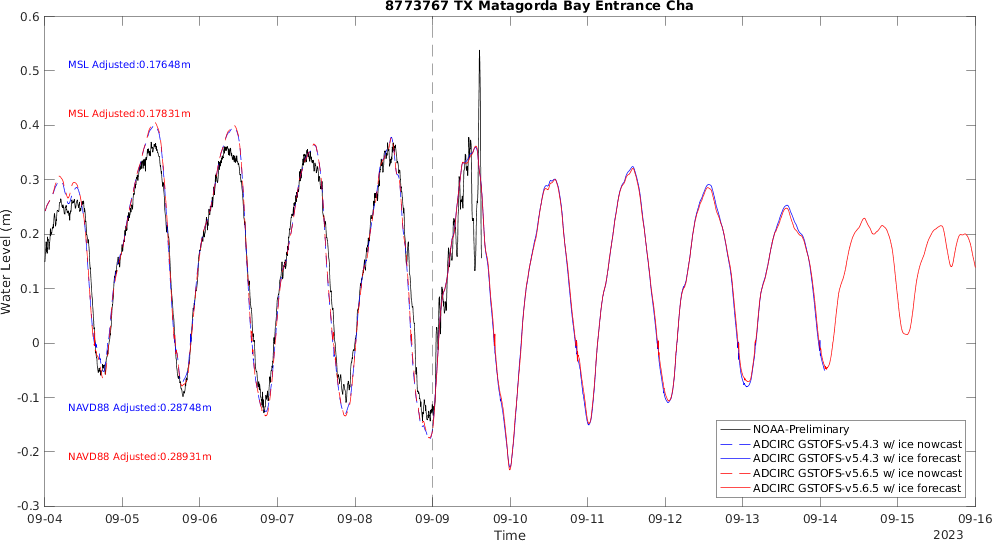 8773767 TX Matagorda Bay Entrance Cha
0.6
0.5
0.4
0.3
0.2
0.1
0
-0.1
-0.2
-0.3
Water Level (m)
MSL Adjusted:0.17648m
MSL Adjusted:0.17831m
NAVD88 Adjusted:0.28748m
NAVD88 Adjusted:0.28931m
NOAA-Preliminary
ADCIRC GSTOFS-v5.4.3 w/ ice nowcast
ADCIRC GSTOFS-v5.4.3 w/ ice forecast
ADCIRC GSTOFS-v5.6.5 w/ ice nowcast
ADCIRC GSTOFS-v5.6.5 w/ ice forecast
09-04 09-05 09-06 09-07 09-08 09-09 09-10 09-11 09-12 09-13 09-14 09-15 09-16
Time
2023